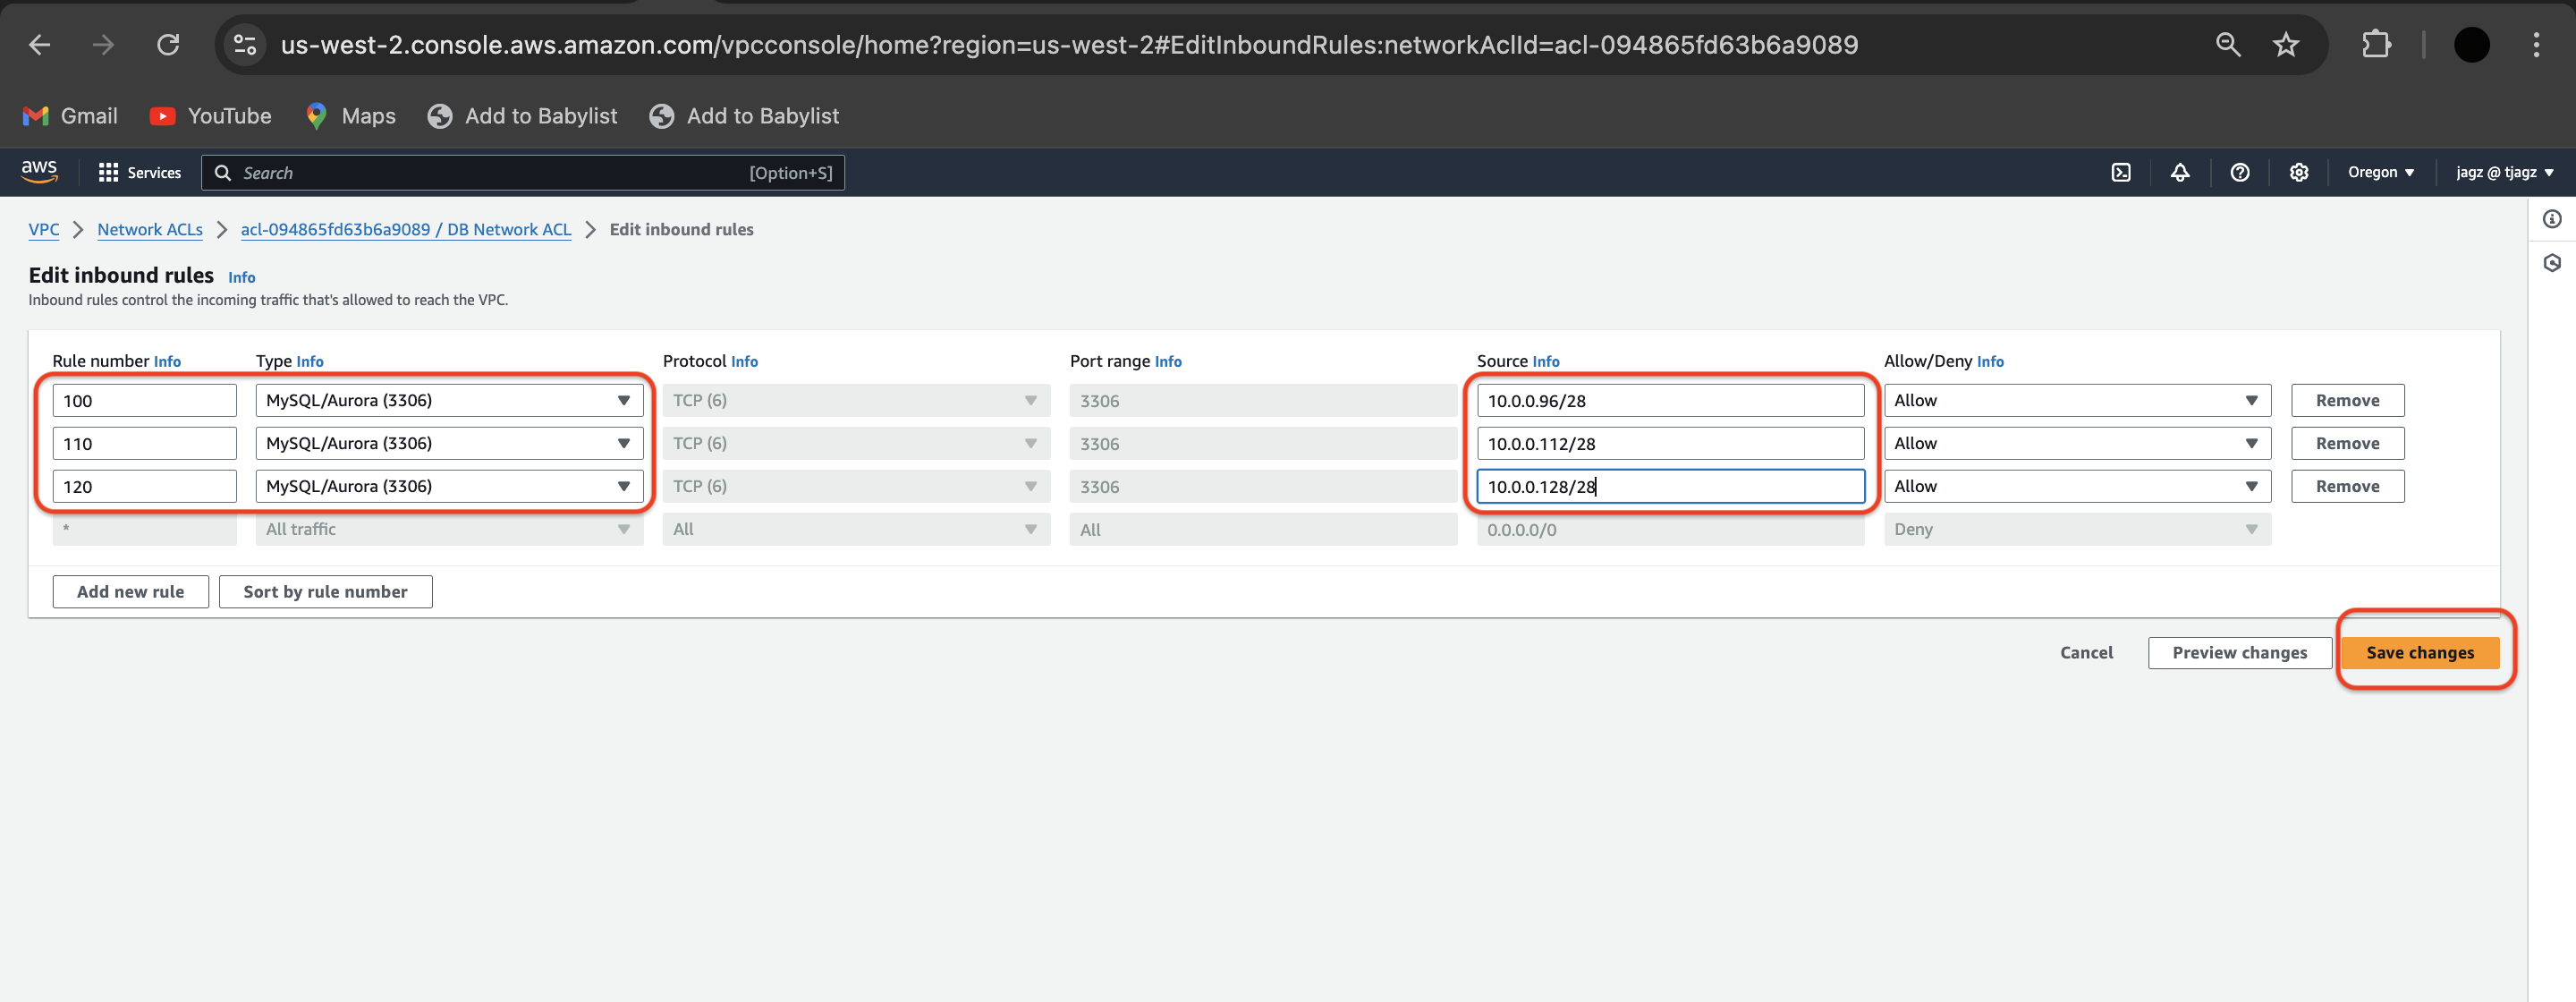 us-west-2.console.aws.amazon.com/vpcconsole/home?region=us-west-2#EditInboundRules:networkAclId=acl-094865fd63b6a9089
Gmail YouTube Maps Add to Babylist Add to Babylist
aws Services Search [Option+S] Oregon jagz @ tjagz
VPC Network ACLs acl-094865fd63b6a9089 / DB Network ACL Edit inbound rules
Edit inbound rules Info
Inbound rules control the incoming traffic that's allowed to reach the VPC.
Rule number Info Type Info Protocol Info Port range Info Source Info Allow/Deny Info
100 MySQL/Aurora (3306) TCP (6) 3306 10.0.0.96/28 Allow Remove
110 MySQL/Aurora (3306) TCP (6) 3306 10.0.0.112/28 Allow Remove
120 MySQL/Aurora (3306) TCP (6) 3306 10.0.0.128/28 Allow Remove
* All traffic All All 0.0.0.0/0 Deny
Add new rule Sort by rule number
Cancel Preview changes Save changes